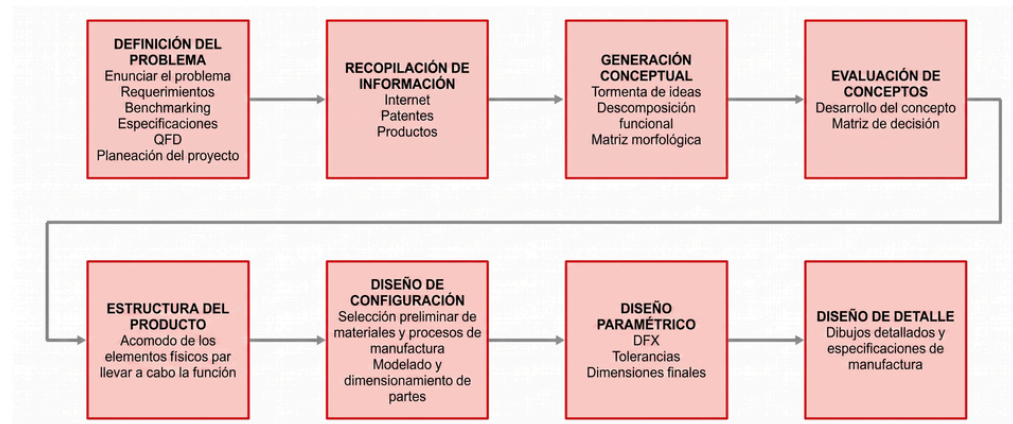 DEFINICIÓN DEL
PROBLEMA
Enunciar el problema
Requerimientos
Benchmarking
Especificaciones
QFD
Planeación del proyecto
RECOPILACIÓN DE
INFORMACIÓN
Internet
Patentes
Productos
GENERACIÓN
CONCEPTUAL
Tormenta de ideas
Descomposición
funcional
Matriz morfológica
EVALUACIÓN DE
CONCEPTOS
Desarrollo del concepto
Matriz de decisión
ESTRUCTURA DEL
PRODUCTO
Acomodo de los
elementos físicos par
llevar a cabo la función
DISEÑO DE
CONFIGURACIÓN
Selección preliminar de
materiales y procesos de
manufactura
Modelado y
dimensionamiento de
partes
DISEÑO
PARAMÉTRICO
DFX
Tolerancias
Dimensiones finales
DISEÑO DE DETALLE
Dibujos detallados y
especificaciones de
manufactura